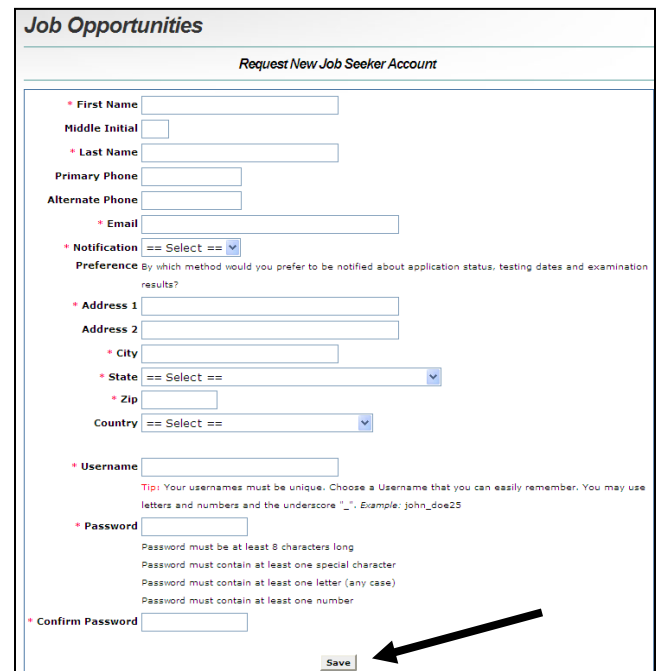 Job Opportunities
Request New Job Seeker Account
* First Name
Middle Initial
* Last Name
Primary Phone
Alternate Phone
* Email
* Notification == Select ==
Preference By which method would you prefer to be notified about application status, testing dates and examination
results?
* Address 1
Address 2
* City
* State == Select ==
* Zip
Country == Select ==
* Username
Tip: Your usernames must be unique. Choose a Username that you can easily remember. You may use
letters and numbers and the underscore "_". Example: john_doe25
* Password
Password must be at least 8 characters long
Password must contain at least one special character
Password must contain at least one letter (any case)
Password must contain at least one number
* Confirm Password
Save